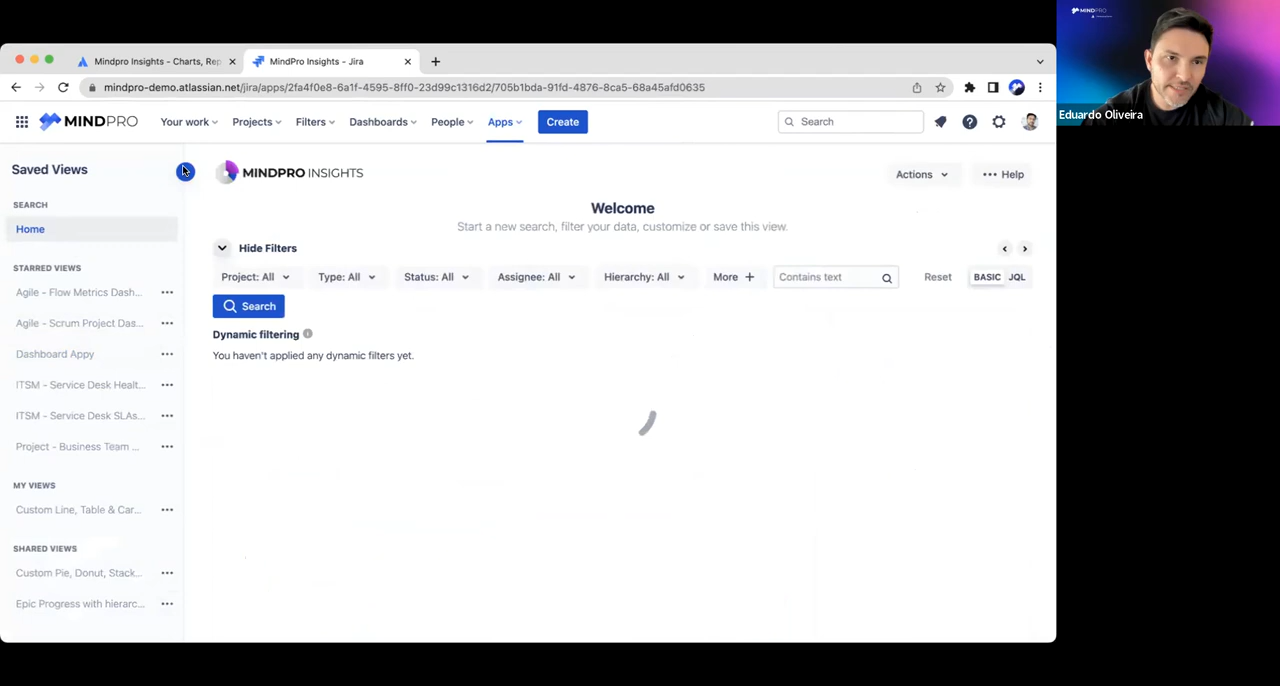 Mindpro Insights - Charts, Rep
MindPro Insights - Jira
mindpro-demo.atlassian.net/jira/apps/2fa4f0e8-6a1f-4595-8ff0-23d99c1316d2/705b1bda-91fd-4876-8ca5-68a45afd0635
MINDPRO
Your work
Projects
Filters
Dashboards
People
Apps
Create
Search
Saved Views
SEARCH
Home
STARRED VIEWS
Agile - Flow Metrics Dash...
Agile - Scrum Project Das...
Dashboard Appy
ITSM - Service Desk Healt...
ITSM - Service Desk SLAs...
Project - Business Team ...
MY VIEWS
Custom Line, Table & Car...
SHARED VIEWS
Custom Pie, Donut, Stack...
Epic Progress with hierarc...
MINDPRO INSIGHTS
Actions
Help
Welcome
Start a new search, filter your data, customize or save this view.
Hide Filters
Project: All
Type: All
Status: All
Assignee: All
Hierarchy: All
More +
Contains text
Reset
BASIC
JQL
Search
Dynamic filtering
You haven't applied any dynamic filters yet.
MINDPRO
Eduardo Oliveira